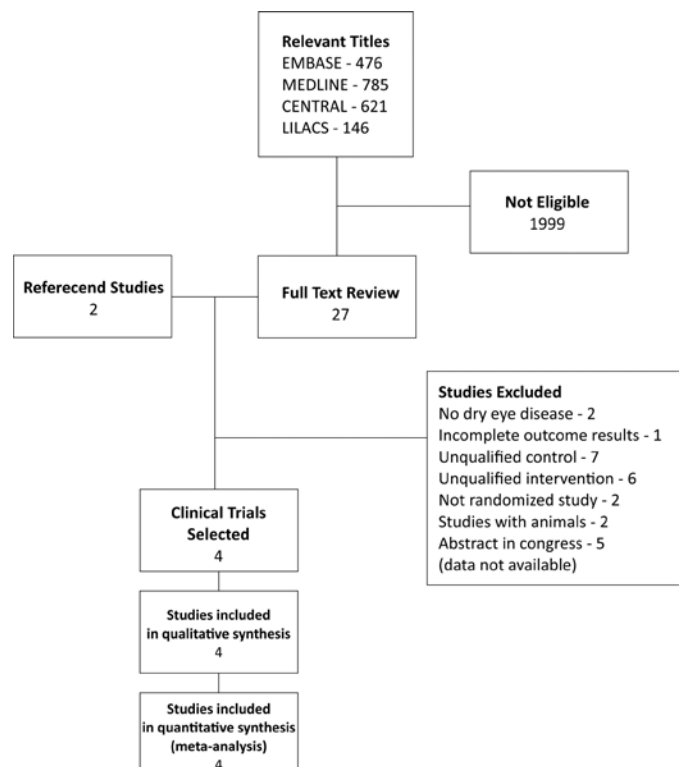 Relevant Titles
EMBASE - 476
MEDLINE - 785
CENTRAL - 621
LILACS - 146
Not Eligible
1999
Referecend Studies
2
Full Text Review
27
Studies Excluded
No dry eye disease - 2
Incomplete outcome results - 1
Unqualified control - 7
Unqualified intervention - 6
Not randomized study - 2
Studies with animals - 2
Abstract in congress - 5
(data not available)
Clinical Trials
Selected
4
Studies included
in qualitative synthesis
4
Studies included
in quantitative synthesis
(meta-analysis)
4